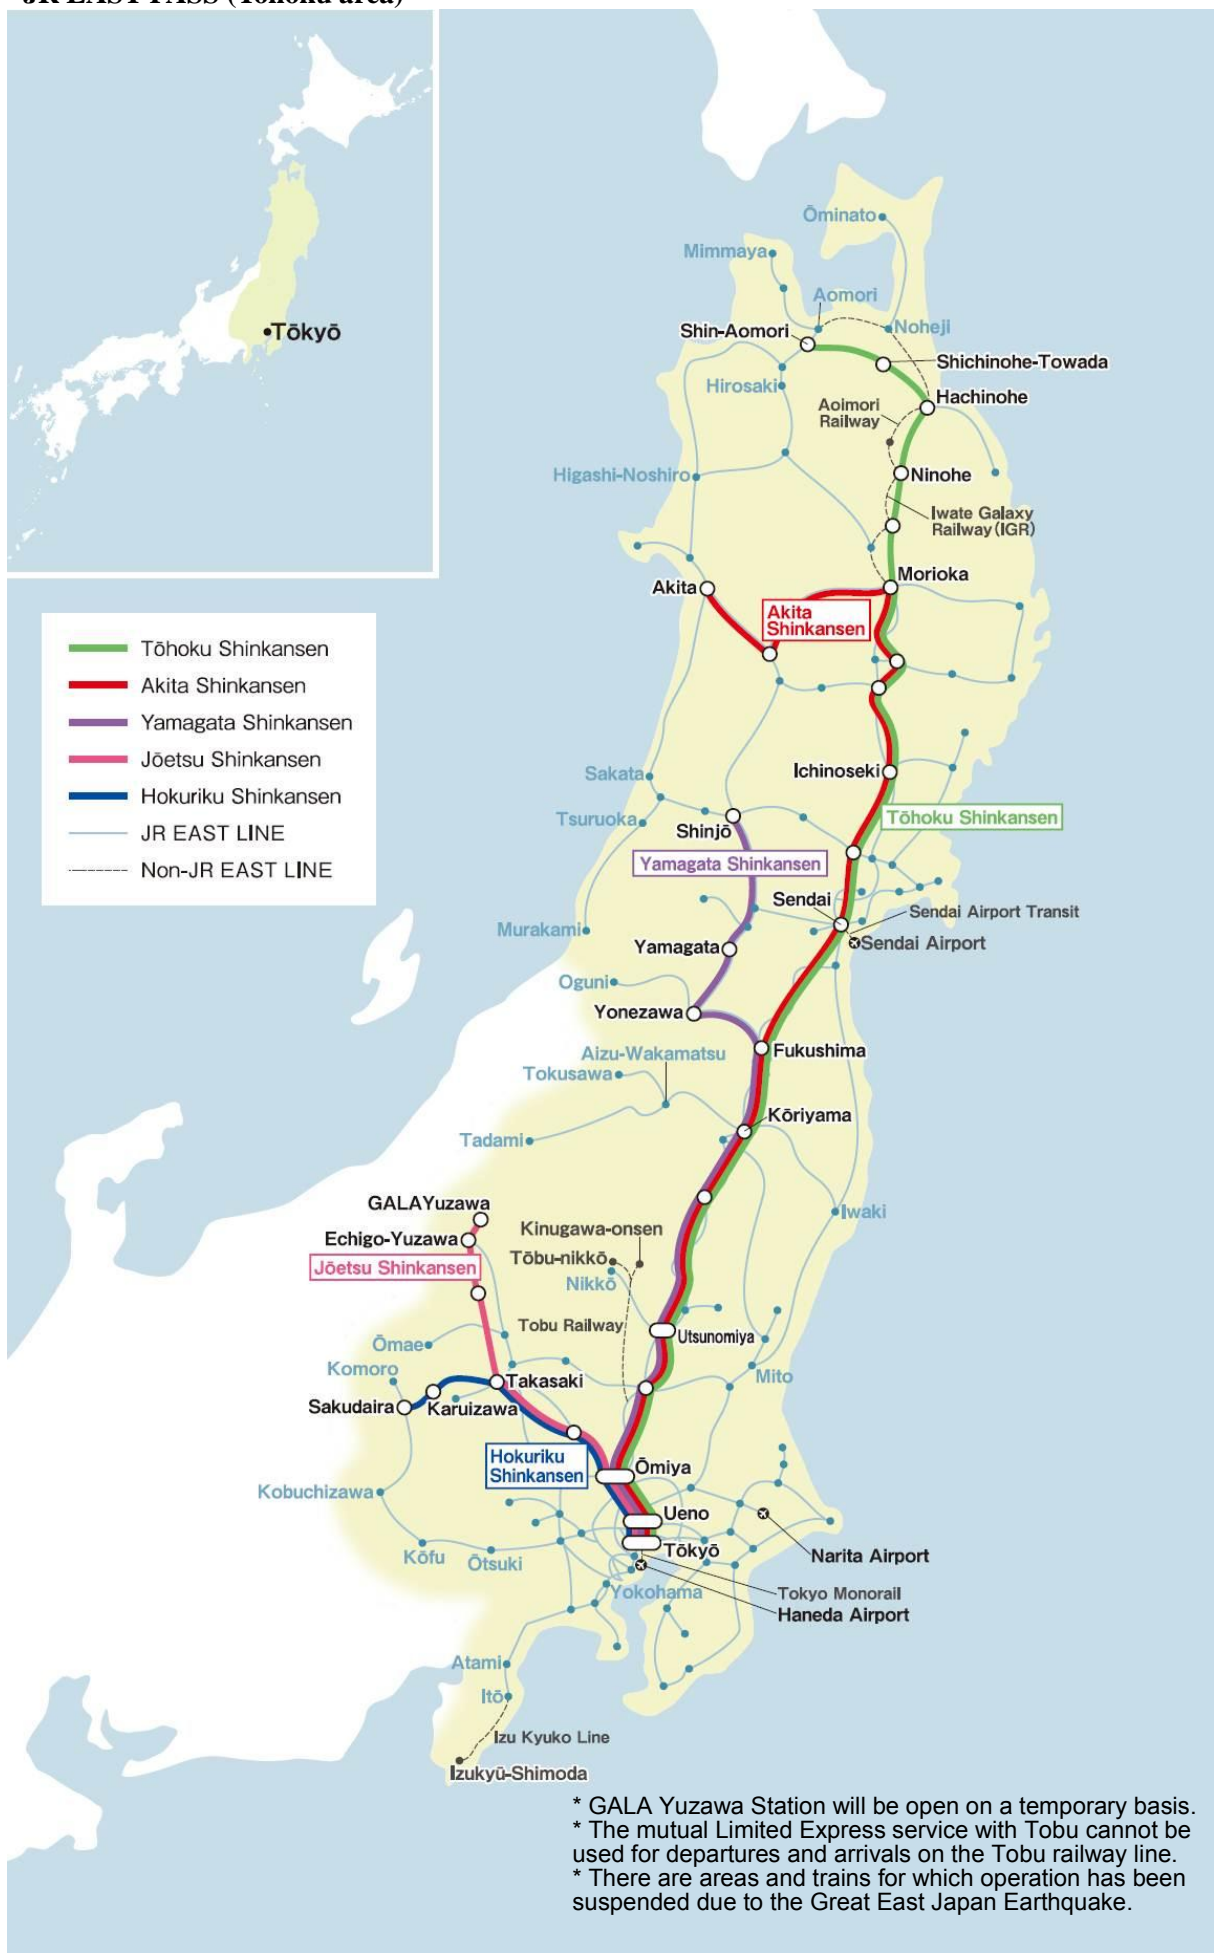 JR EAST PASS (Tohoku area)
Tōkyō
Tōhoku Shinkansen
Akita Shinkansen
Yamagata Shinkansen
Jōetsu Shinkansen
Hokuriku Shinkansen
JR EAST LINE
Non-JR EAST LINE
Ōminato
Mimmaya
Aomori
Shin-Aomori
Noheji
Shichinohe-Towada
Hirosaki
Hachinohe
Aoimori
Railway
Higashi-Noshiro
Ninohe
Iwate Galaxy
Railway(IGR)
Morioka
Akita
Akita
Shinkansen
Ichinoseki
Sakata
Tsuruoka
Shinjō
Tōhoku Shinkansen
Yamagata Shinkansen
Sendai
Sendai Airport Transit
Murakami
Yamagata
Sendai Airport
Oguni
Yonezawa
Aizu-Wakamatsu
Fukushima
Tokusawa
Kōriyama
Tadami
GALAYuzawa
Iwaki
Echigo-Yuzawa
Kinugawa-onsen
Tōbu-nikkō
Jōetsu Shinkansen
Nikkō
Tobu Railway
Utsunomiya
Ōmae
Komoro
Takasaki
Mito
Sakudaira
Karuizawa
Hokuriku
Shinkansen
Ōmiya
Kobuchizawa
Ueno
Kōfu
Ōtsuki
Tōkyō
Narita Airport
Yokohama
Tokyo Monorail
Haneda Airport
Atami
Itō
Izu Kyuko Line
Izukyū-Shimoda
* GALA Yuzawa Station will be open on a temporary basis.
* The mutual Limited Express service with Tobu cannot be
used for departures and arrivals on the Tobu railway line.
* There are areas and trains for which operation has been
suspended due to the Great East Japan Earthquake.